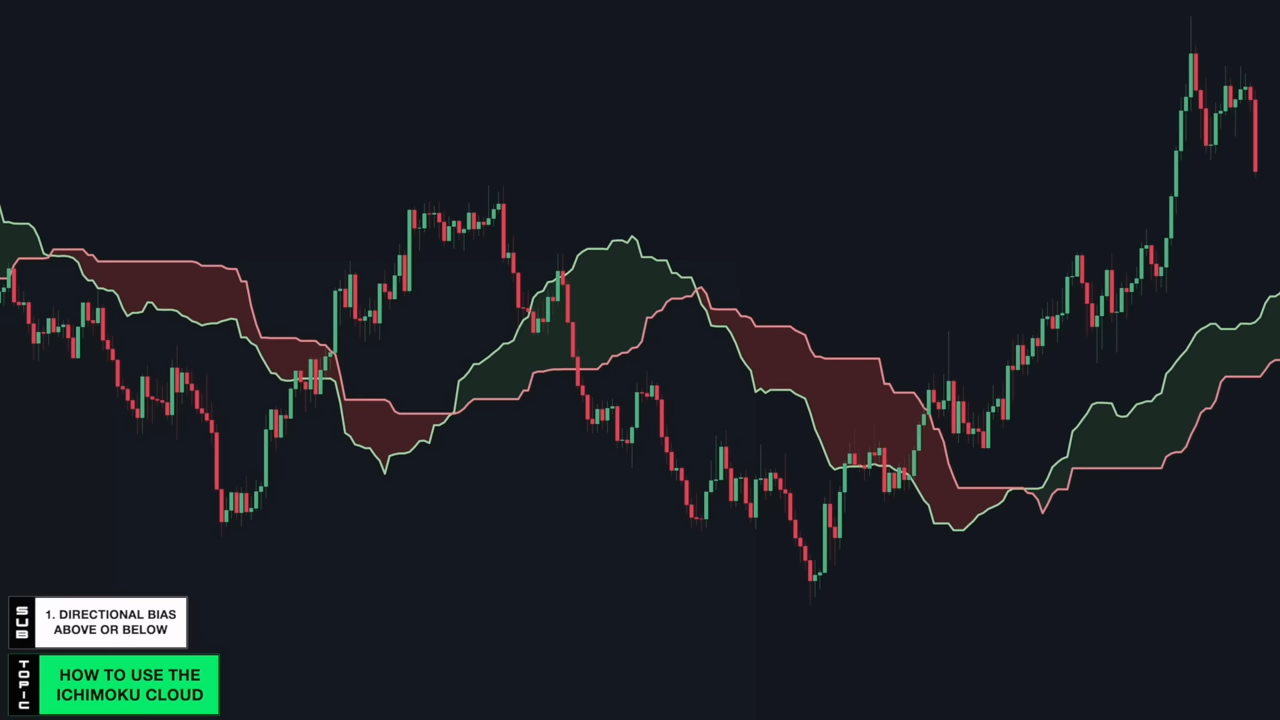 SUB
1. DIRECTIONAL BIAS
ABOVE OR BELOW
TOPIC
HOW TO USE THE
ICHIMOKU CLOUD